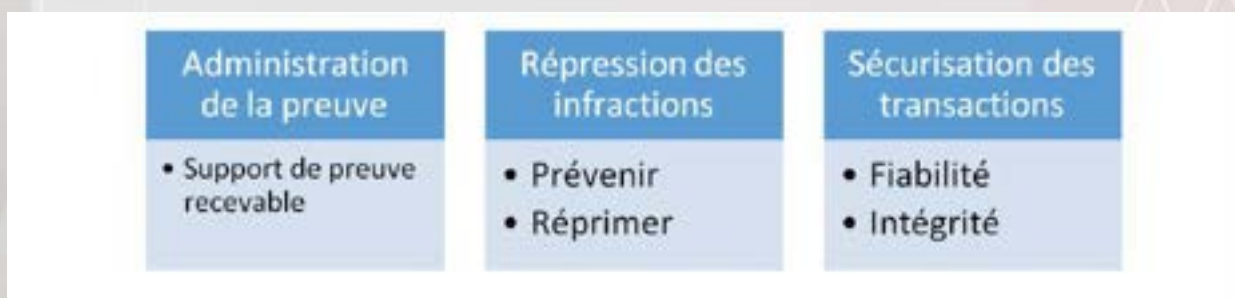 Administration
de la preuve
• Support de preuve
recevable
Répression des
infractions
• Prévenir
• Réprimer
Sécurisation des
transactions
• Fiabilité
• Intégrité